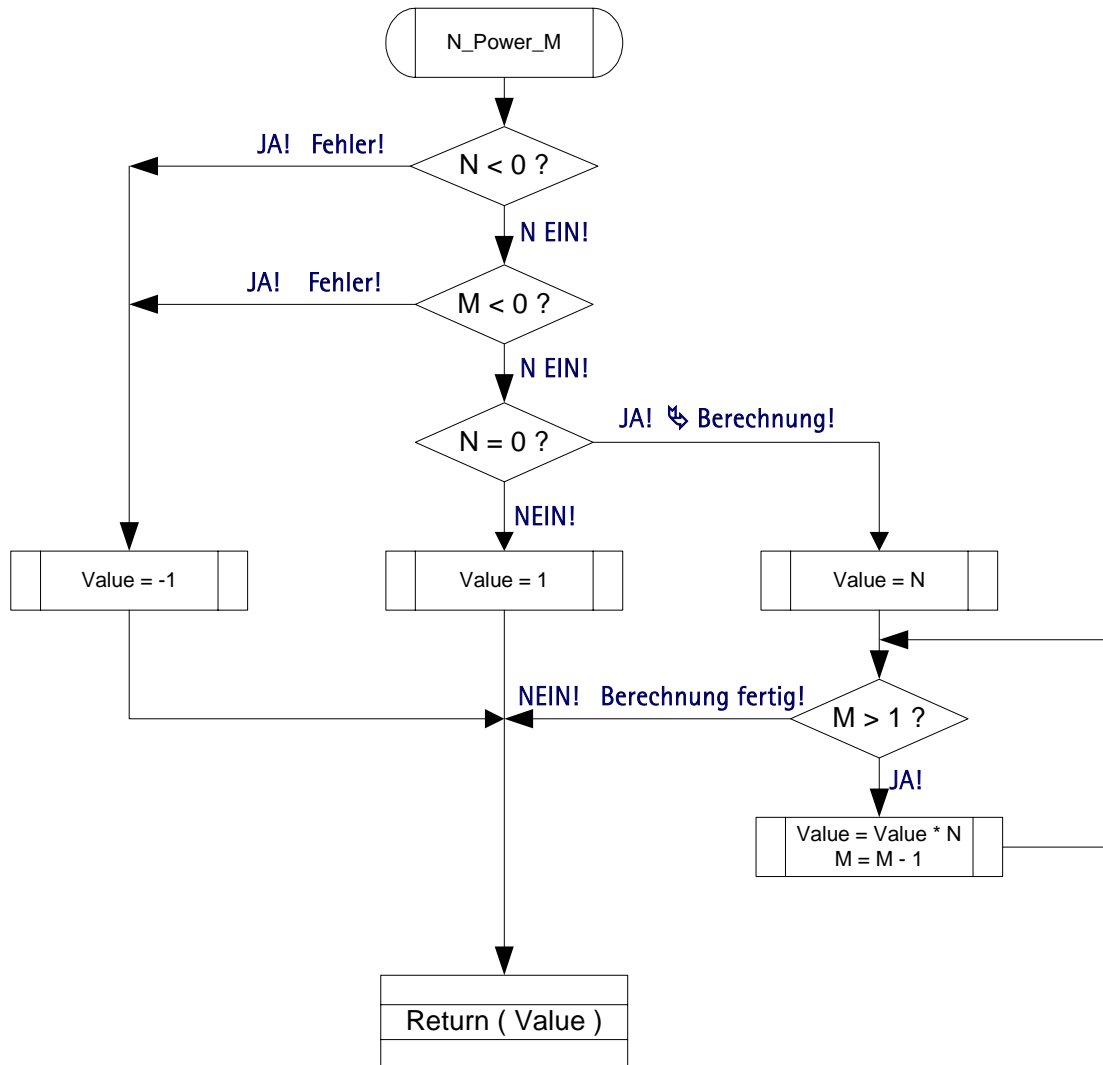 N_Power_M
JA! Fehler!
N < 0 ?
N EIN!
JA! Fehler!
M < 0 ?
N EIN!
N = 0 ?
JA! ↳ Berechnung!
NEIN!
Value = -1
Value = 1
Value = N
NEIN! Berechnung fertig!
M > 1 ?
JA!
Value = Value * N
M = M - 1
Return ( Value )